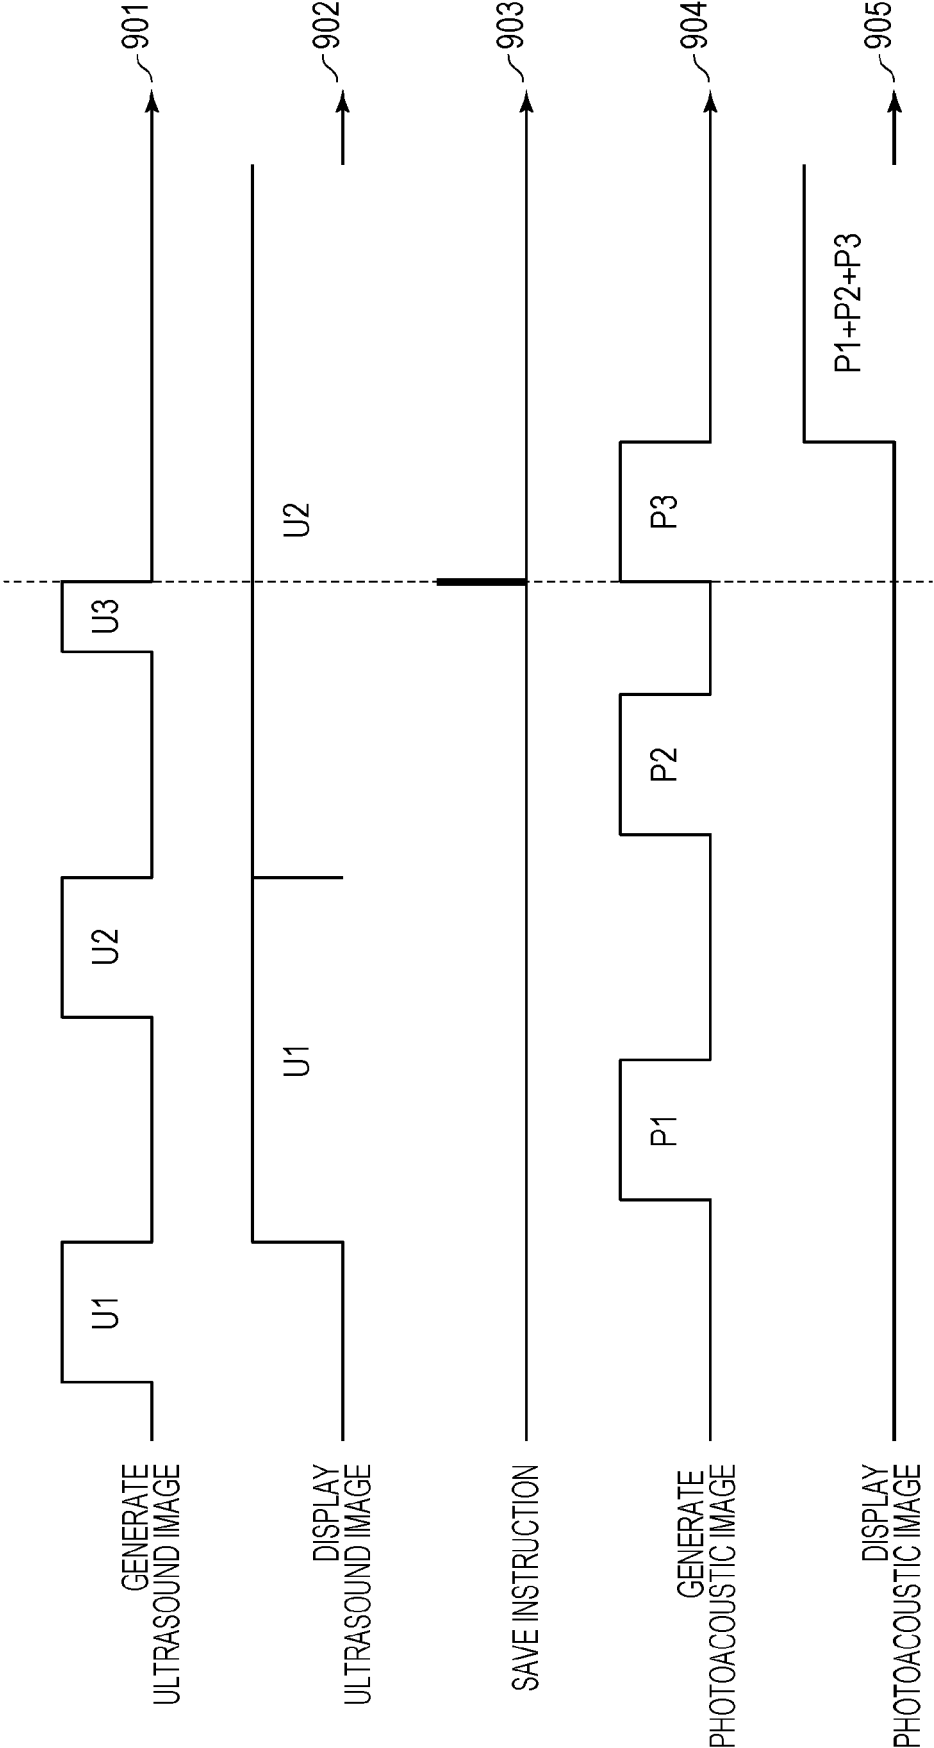 GENERATE
ULTRASOUND IMAGE
U1
U2
U3
901
DISPLAY
ULTRASOUND IMAGE
U1
U2
902
SAVE INSTRUCTION
903
GENERATE
PHOTOACOUSTIC IMAGE
P1
P2
P3
904
DISPLAY
PHOTOACOUSTIC IMAGE
P1+P2+P3
905